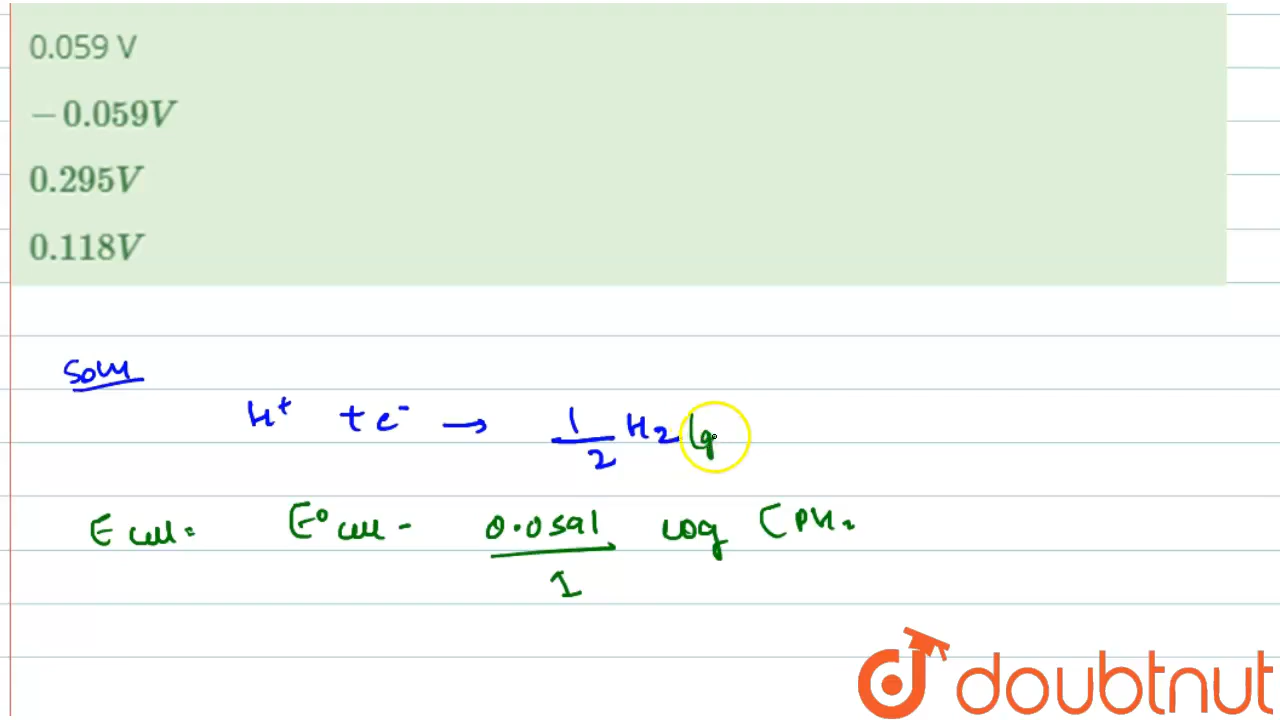 0.059 V
−0.059V
0.295V
0.118V
Soln
H⁺ + e⁻ → 1/2 H₂ (g
E cell = E° cell - 0.0591/1 log [PH₂
doubtnut